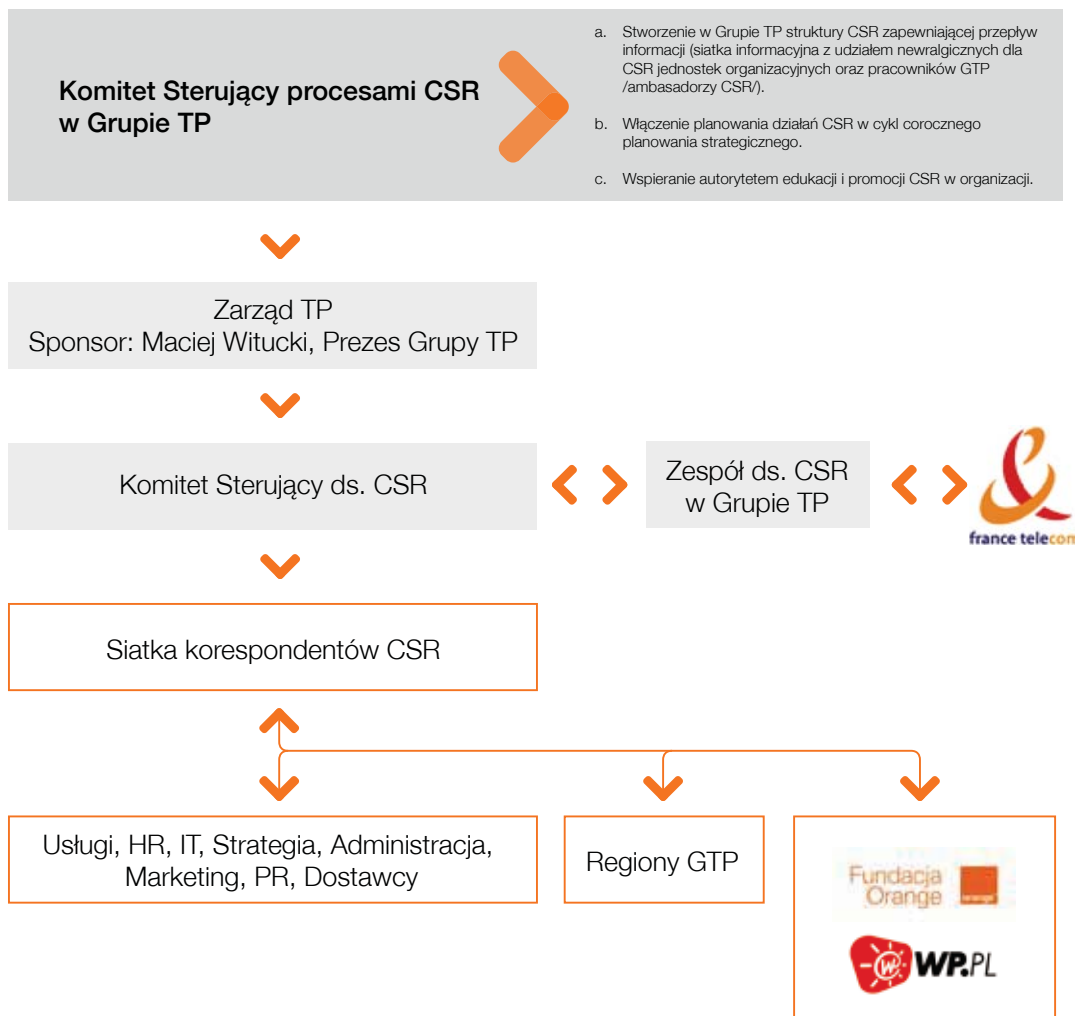 Komitet Sterujący procesami CSR
w Grupie TP
a. Stworzenie w Grupie TP struktury CSR zapewniającej przepływ
informacji (siatka informacyjna z udziałem newralgicznych dla
CSR jednostek organizacyjnych oraz pracowników GTP
/ambasadorzy CSR/).
b. Włączenie planowania działań CSR w cykl corocznego
planowania strategicznego.
c. Wspieranie autorytetem edukacji i promocji CSR w organizacji.
Zarząd TP
Sponsor: Maciej Witucki, Prezes Grupy TP
Komitet Sterujący ds. CSR
Zespół ds. CSR
w Grupie TP
france telecom
Siatka korespondentów CSR
Usługi, HR, IT, Strategia, Administracja,
Marketing, PR, Dostawcy
Regiony GTP
Fundacja
Orange
WP.PL